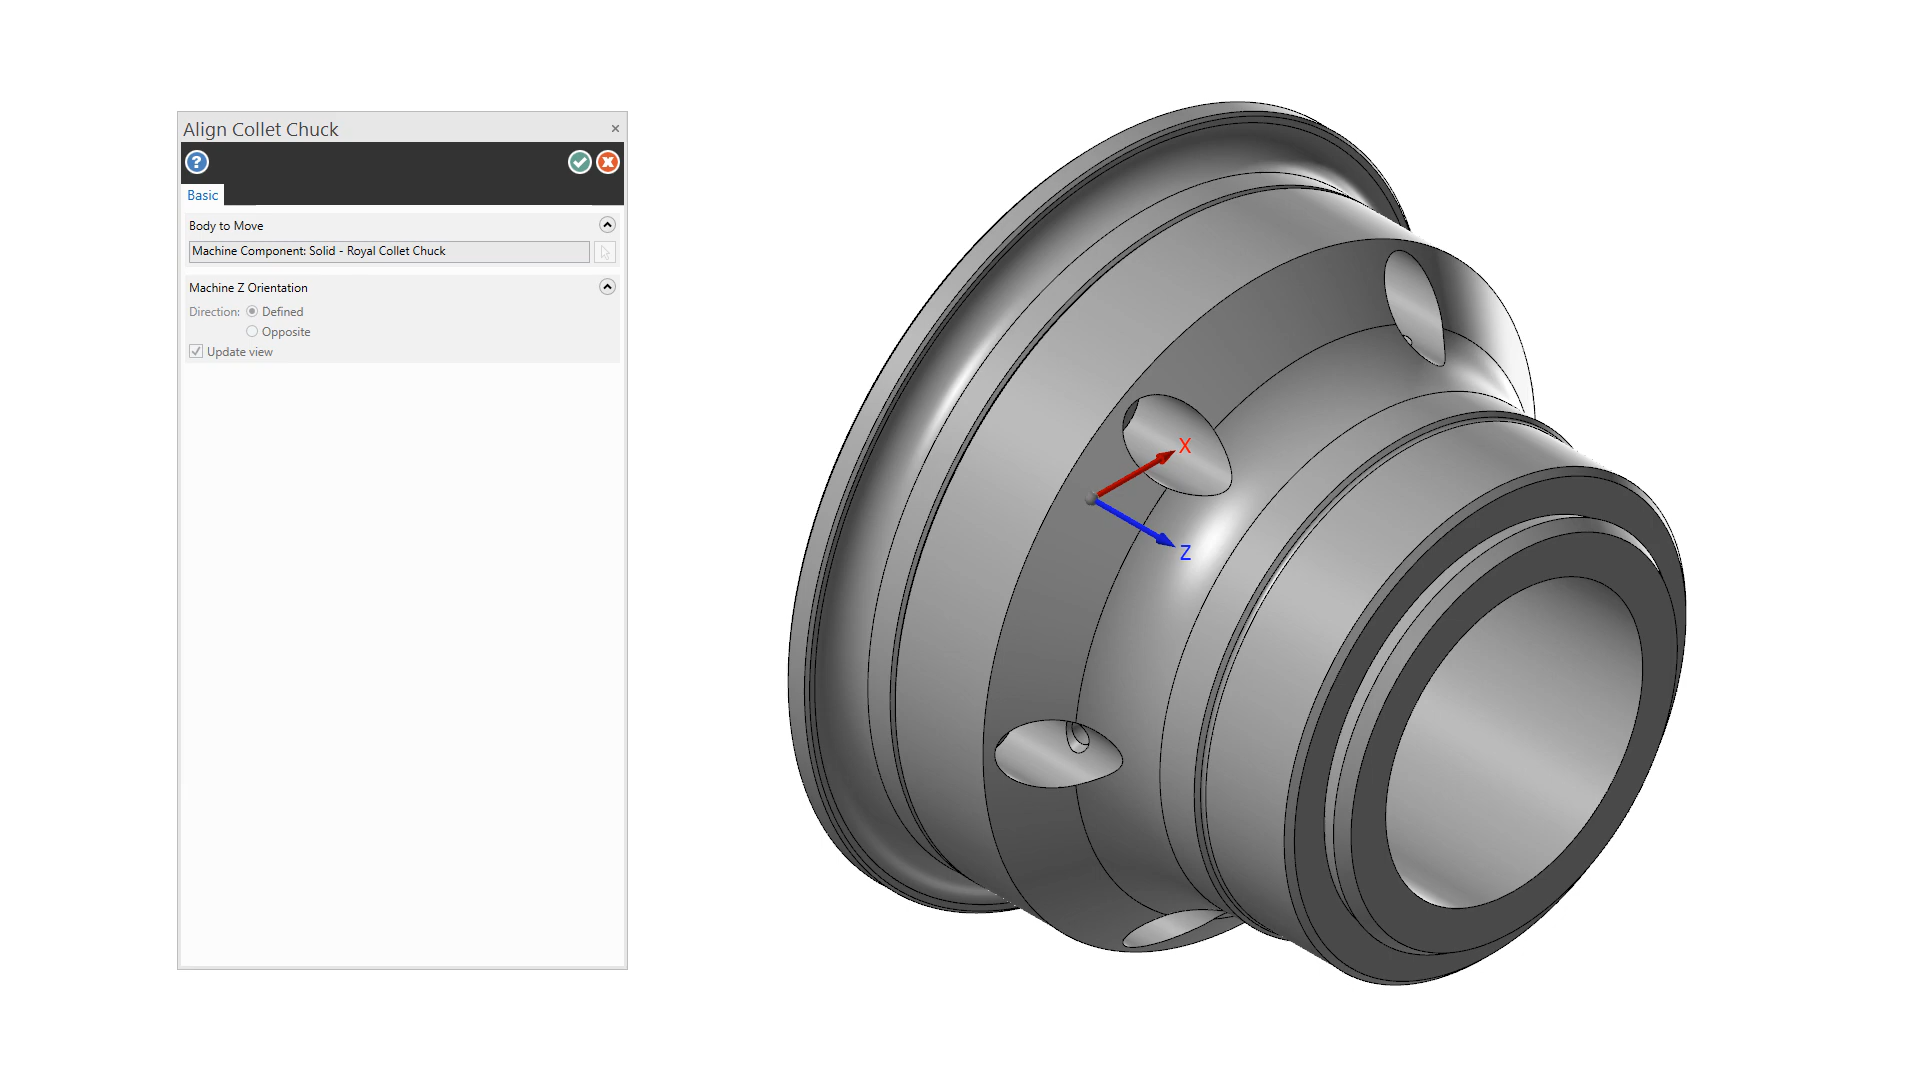 Align Collet Chuck
Basic
Body to Move
Machine Component: Solid - Royal Collet Chuck
Machine Z Orientation
Direction: Defined
Opposite
Update view
X
Z